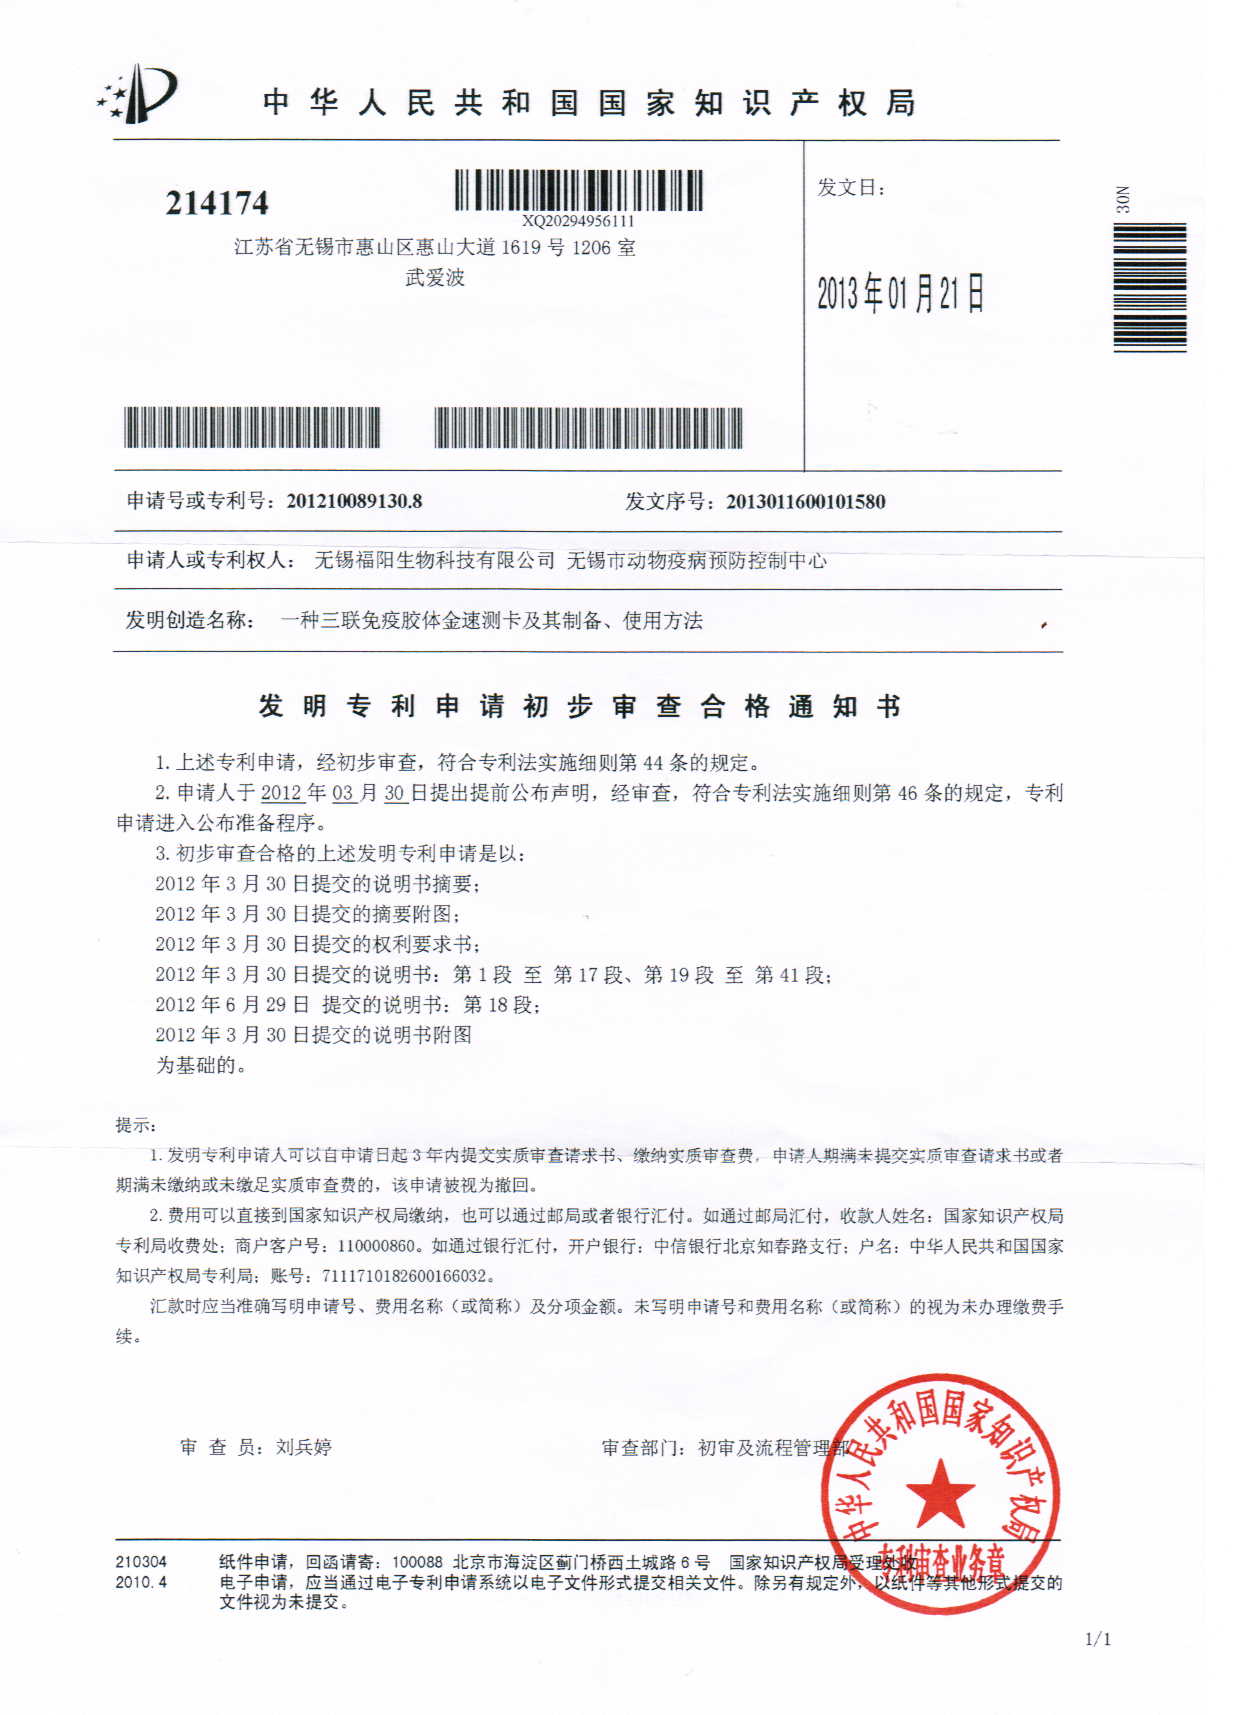 中华人民共和国国家知识产权局
214174
XQ20294956111
江苏省无锡市惠山区惠山大道 1619 号 1206 室
武爱波
发文日：
2013年01月21日
30N
申请号或专利号：201210089130.8
发文序号：2013011600101580
申请人或专利权人： 无锡福阳生物科技有限公司 无锡市动物疫病预防控制中心
发明创造名称： 一种三联免疫胶体金速测卡及其制备、使用方法
发明专利申请初步审查合格通知书
1. 上述专利申请，经初步审查，符合专利法实施细则第 44 条的规定。
2. 申请人于 2012 年 03 月 30 日提出提前公布声明，经审查，符合专利法实施细则第 46 条的规定，专利
申请进入公布准备程序。
3. 初步审查合格的上述发明专利申请是以：
2012 年 3 月 30 日提交的说明书摘要；
2012 年 3 月 30 日提交的摘要附图；
2012 年 3 月 30 日提交的权利要求书；
2012 年 3 月 30 日提交的说明书：第 1 段 至 第 17 段、第 19 段 至 第 41 段；
2012 年 6 月 29 日 提交的说明书：第 18 段；
2012 年 3 月 30 日提交的说明书附图
为基础的。
提示：
1. 发明专利申请人可以自申请日起 3 年内提交实质审查请求书、缴纳实质审查费，申请人期满未提交实质审查请求书或者
期满未缴纳或未缴足实质审查费的，该申请被视为撤回。
2. 费用可以直接到国家知识产权局缴纳，也可以通过邮局或者银行汇付。如通过邮局汇付，收款人姓名：国家知识产权局
专利局收费处；商户客户号：110000860。如通过银行汇付，开户银行：中信银行北京知春路支行；户名：中华人民共和国国家
知识产权局专利局；账号：7111710182600166032。
汇款时应当准确写明申请号、费用名称（或简称）及分项金额。未写明申请号和费用名称（或简称）的视为未办理缴费手
续。
审 查 员：刘兵婷
审查部门：初审及流程管理部
中华人民共和国国家知识产权局
专利审查业务章
210304 纸件申请，回函请寄：100088 北京市海淀区蓟门桥西土城路 6 号 国家知识产权局受理处收
2010.4 电子申请，应当通过电子专利申请系统以电子文件形式提交相关文件。除另有规定外，以纸件等其他形式提交的
文件视为未提交。
1/1